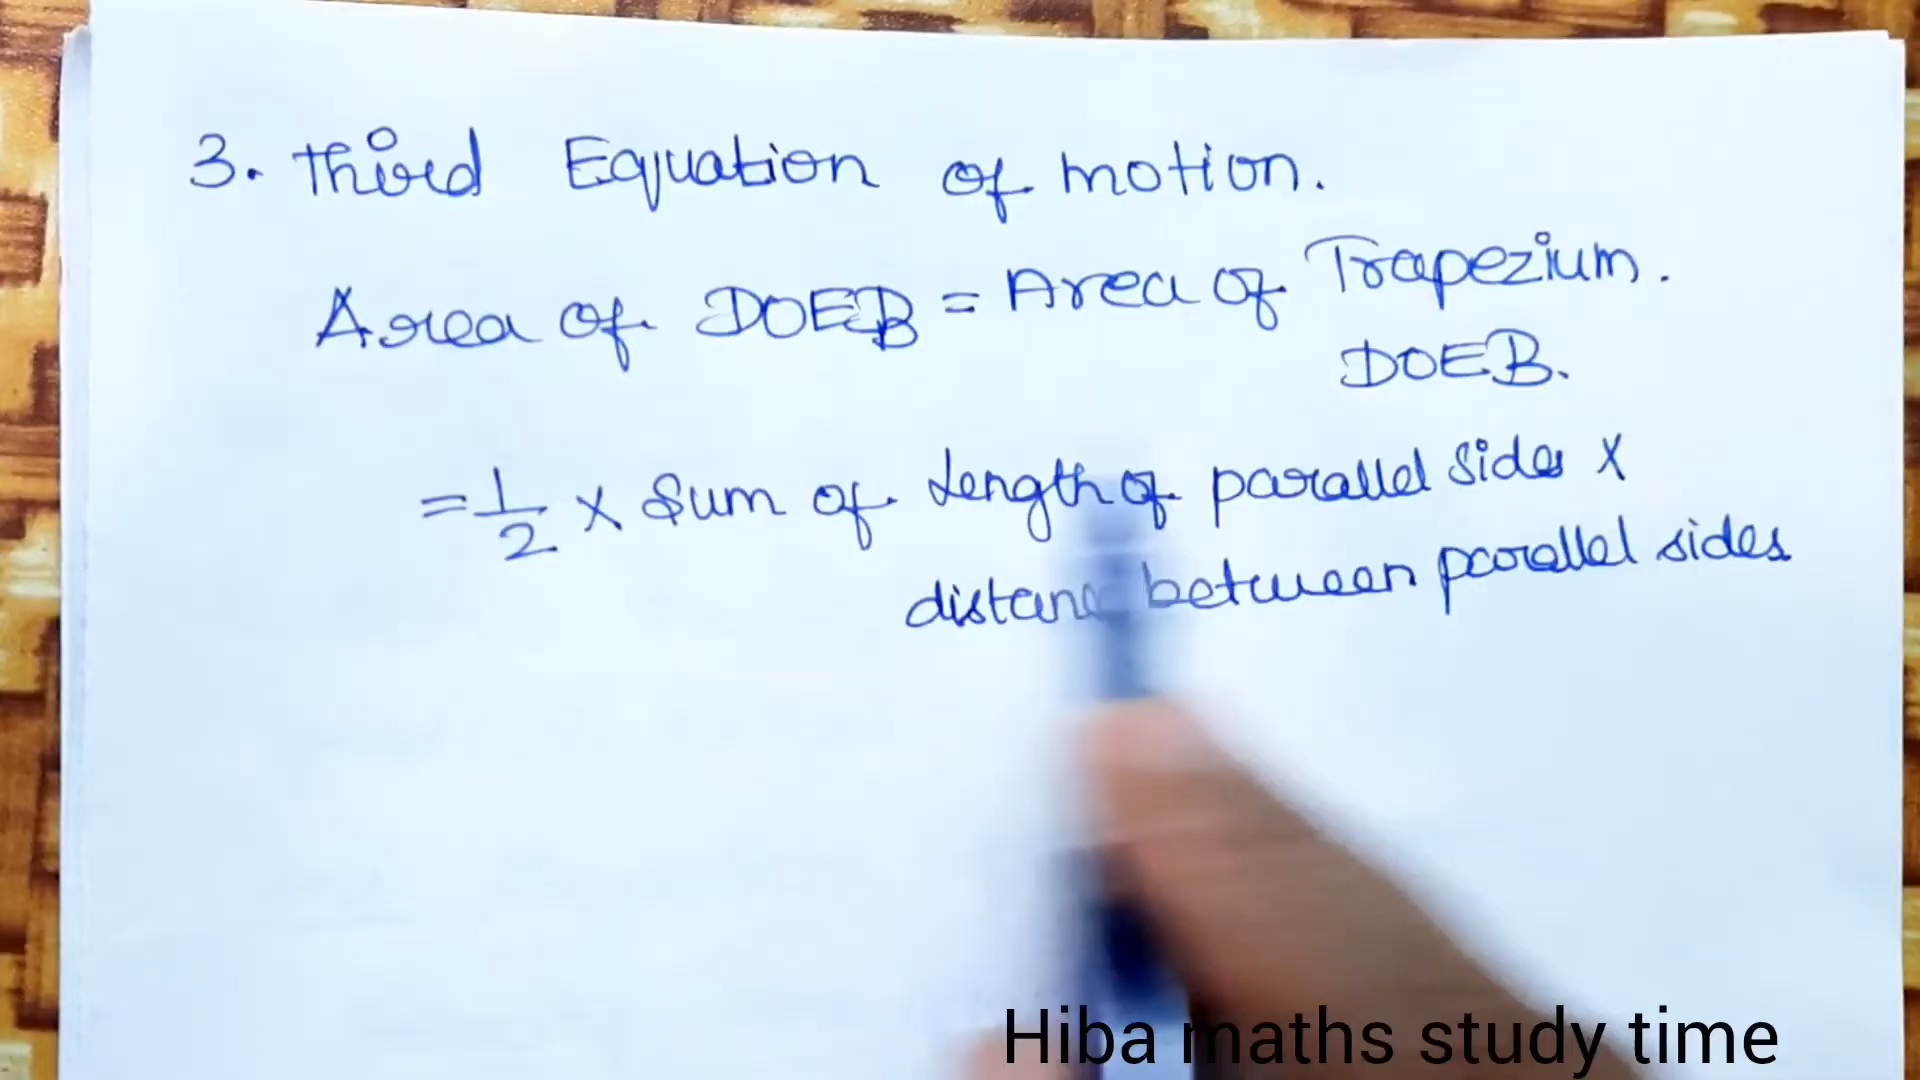 3. Third Equation of motion.
Area of DOEB = Area of Trapezium.
DOEB.
= 1/2 x Sum of Length of parallel sides x
distance between parallel sides
Hiba maths study time